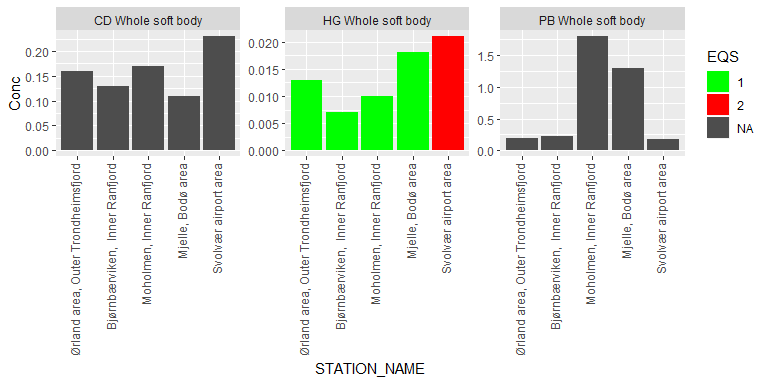 CD Whole soft body
HG Whole soft body
PB Whole soft body
Conc
0.20
0.15
0.10
0.05
0.00
0.020
0.015
0.010
0.005
0.000
1.5
1.0
0.5
0.0
Ørland area, Outer Trondheimsfjord
Bjørnbærviken, Inner Ranfjord
Moholmen, Inner Ranfjord
Mjelle, Bodø area
Svolvær airport area
Ørland area, Outer Trondheimsfjord
Bjørnbærviken, Inner Ranfjord
Moholmen, Inner Ranfjord
Mjelle, Bodø area
Svolvær airport area
Ørland area, Outer Trondheimsfjord
Bjørnbærviken, Inner Ranfjord
Moholmen, Inner Ranfjord
Mjelle, Bodø area
Svolvær airport area
STATION_NAME
EQS
1
2
NA